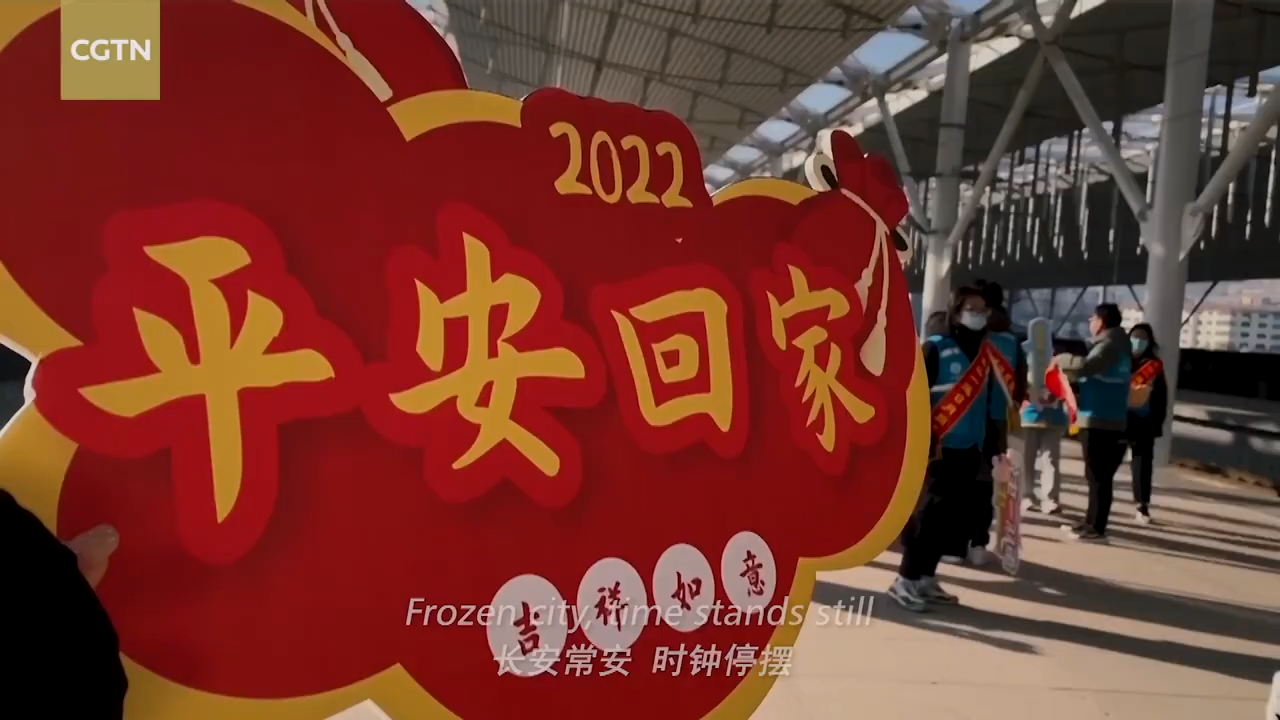 CGTN
2022
平安回家
吉祥如意
Frozen city, time stands still
长安常安 时钟停摆